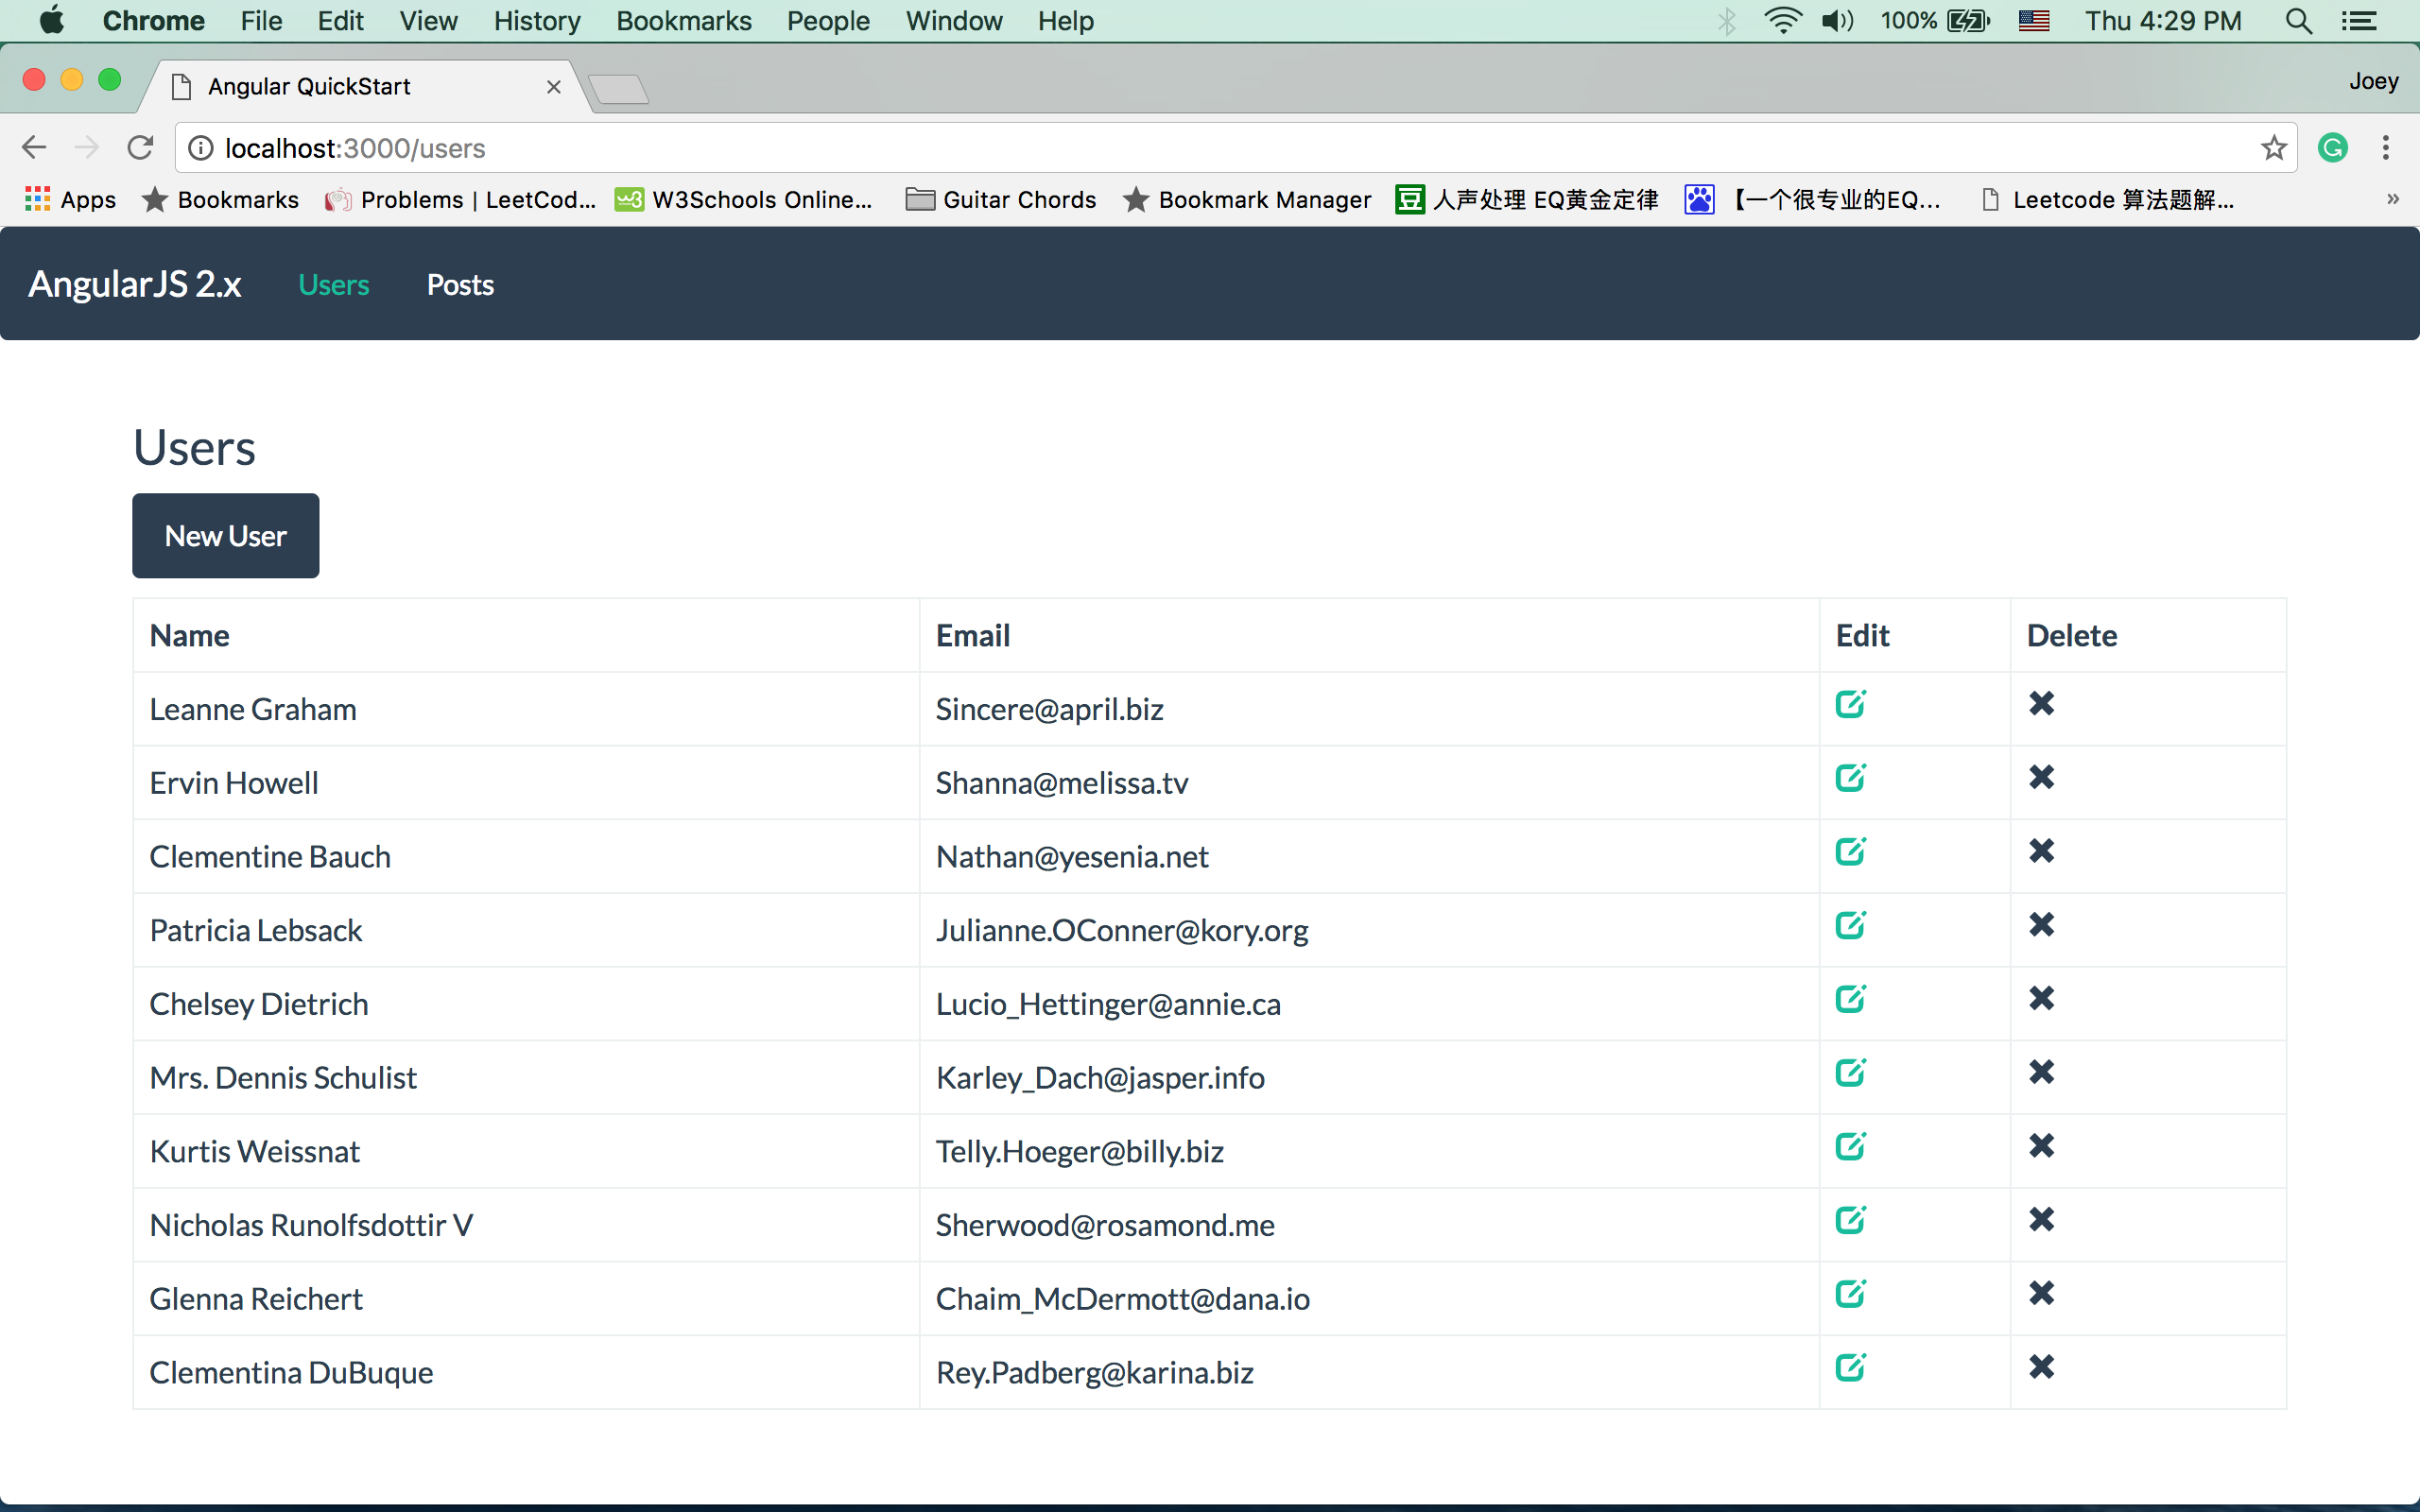 Chrome File Edit View History Bookmarks People Window Help 100% Thu 4:29 PM
Angular QuickStart Joey
localhost:3000/users
Apps Bookmarks Problems | LeetCod... W3Schools Online... Guitar Chords Bookmark Manager 人声处理 EQ黄金定律 【一个很专业的EQ... Leetcode 算法题解...
AngularJS 2.x Users Posts
Users
New User
Name Email Edit Delete
Leanne Graham Sincere@april.biz
Ervin Howell Shanna@melissa.tv
Clementine Bauch Nathan@yesenia.net
Patricia Lebsack Julianne.OConner@kory.org
Chelsey Dietrich Lucio_Hettinger@annie.ca
Mrs. Dennis Schulist Karley_Dach@jasper.info
Kurtis Weissnat Telly.Hoeger@billy.biz
Nicholas Runolfsdottir V Sherwood@rosamond.me
Glenna Reichert Chaim_McDermott@dana.io
Clementina DuBuque Rey.Padberg@karina.biz